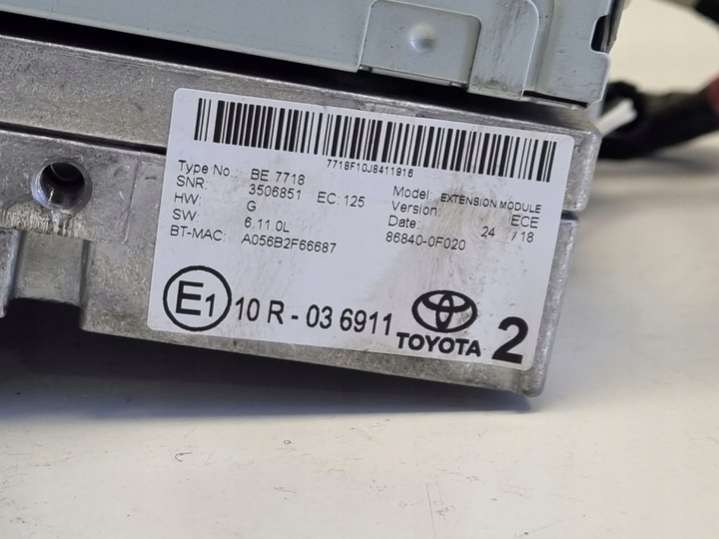 7718F10J8411916
Type No.: BE 7718 Model: EXTENSION MODULE
SNR: 3506851 EC: 125 Version: ECE
HW: G Date: 24 /18
SW: 6.11.0L 86840-0F020
BT-MAC: A056B2F66687
E1 10 R - 03 6911 TOYOTA 2